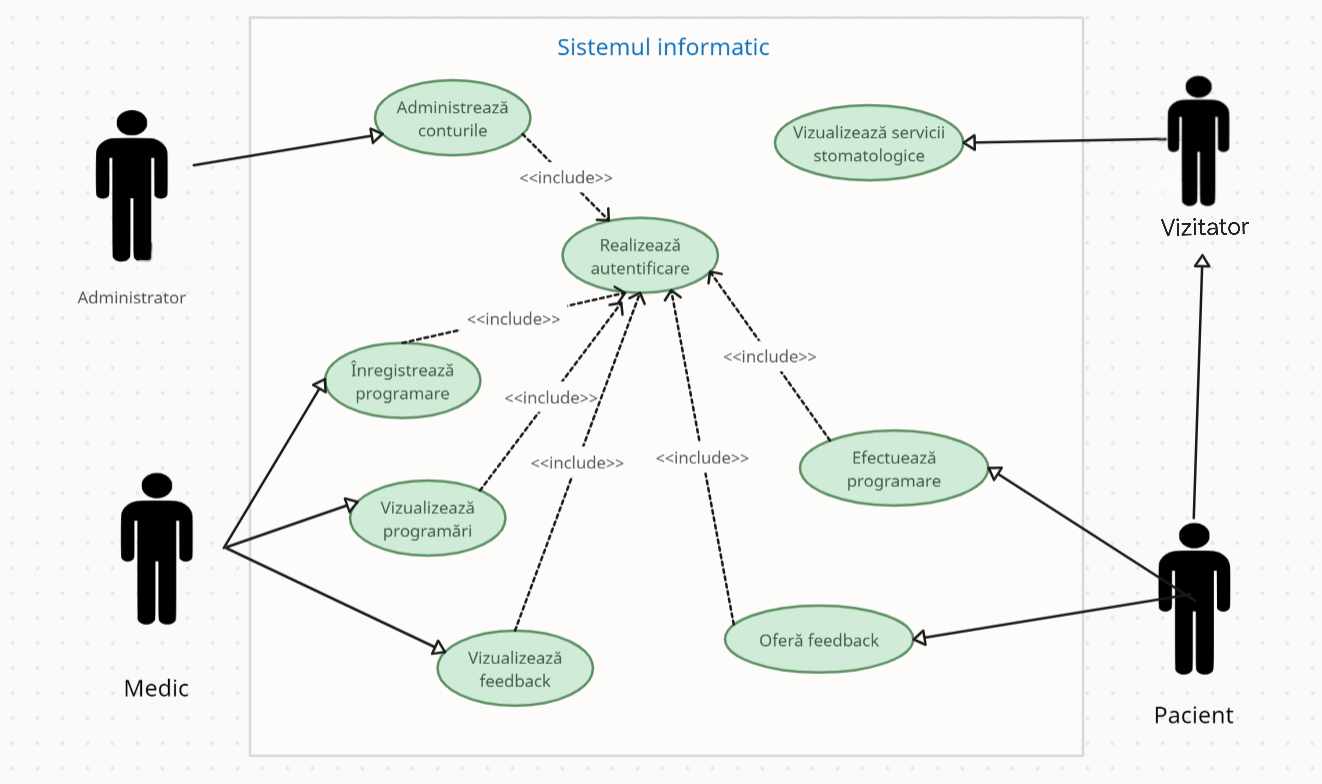 Sistemul informatic
Administrează
conturile
Vizualizează servicii
stomatologice
<<include>>
Vizitator
Realizează
autentificare
Administrator
<<include>>
<<include>>
Înregistrează
programare
<<include>>
<<include>>
<<include>>
Efectuează
programare
Vizualizează
programări
Oferă feedback
Vizualizează
feedback
Medic
Pacient